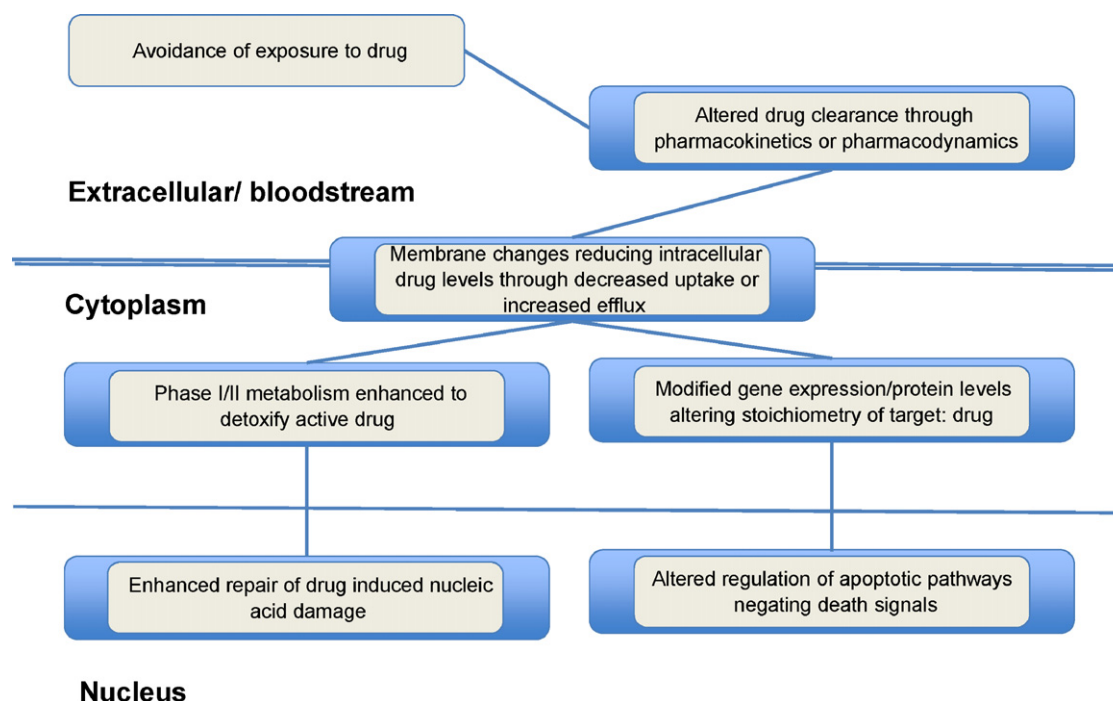 Avoidance of exposure to drug
Altered drug clearance through
pharmacokinetics or pharmacodynamics
Extracellular/ bloodstream
Membrane changes reducing intracellular
drug levels through decreased uptake or
increased efflux
Cytoplasm
Phase I/II metabolism enhanced to
detoxify active drug
Modified gene expression/protein levels
altering stoichiometry of target: drug
Enhanced repair of drug induced nucleic
acid damage
Altered regulation of apoptotic pathways
negating death signals
Nucleus